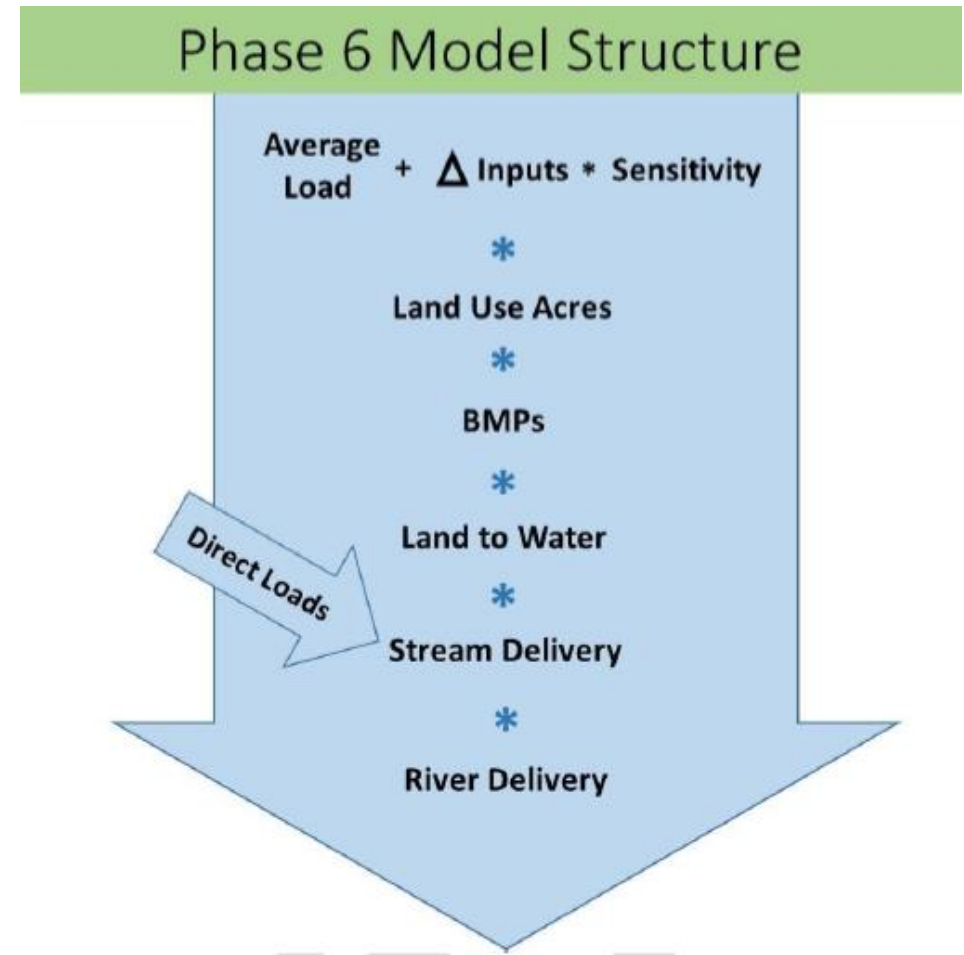 Phase 6 Model Structure
Average
Load + Δ Inputs * Sensitivity
*
Land Use Acres
*
BMPs
*
Land to Water
*
Direct Loads
Stream Delivery
*
River Delivery